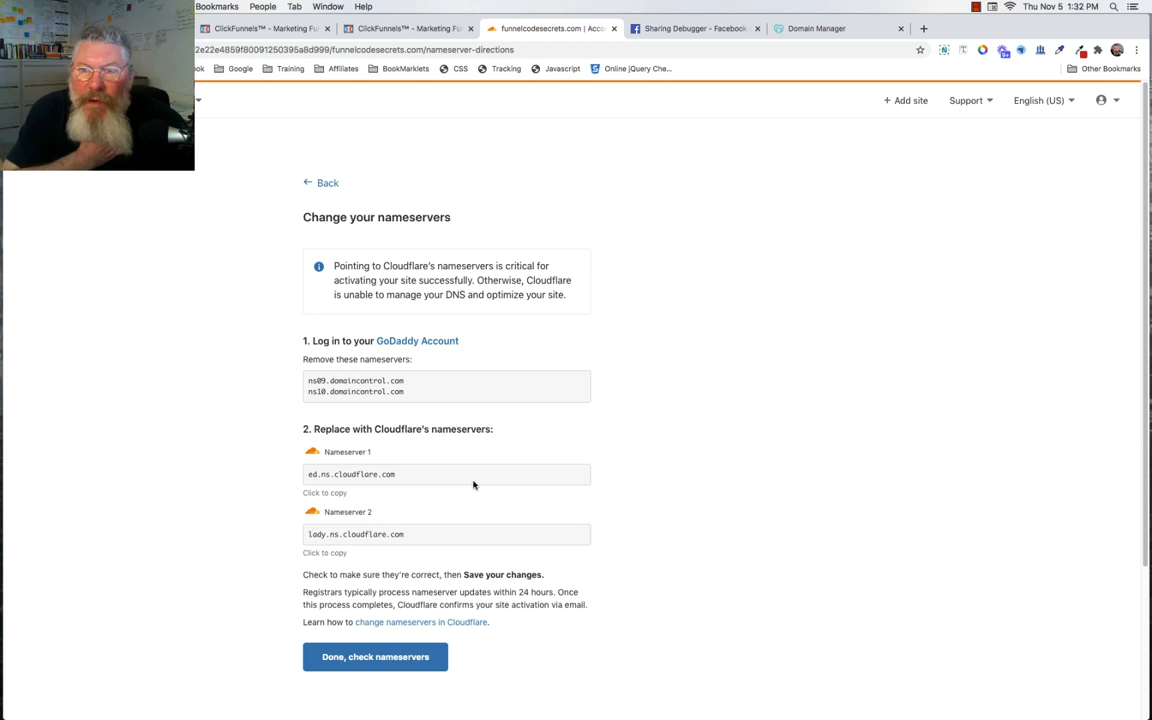 Bookmarks People Tab Window Help Thu Nov 5 1:32 PM
ClickFunnels™ - Marketing Fu ClickFunnels™ - Marketing Fu funnelcodesecrets.com | Acco Sharing Debugger - Facebook Domain Manager
2e22e4859f80091250395a8d999/funnelcodesecrets.com/nameserver-directions
ok Google Training Affiliates BookMarklets CSS Tracking Javascript Online jQuery Che... Other Bookmarks
+ Add site Support English (US)
Back
Change your nameservers
Pointing to Cloudflare's nameservers is critical for
activating your site successfully. Otherwise, Cloudflare
is unable to manage your DNS and optimize your site.
1. Log in to your GoDaddy Account
Remove these nameservers:
ns09.domaincontrol.com
ns10.domaincontrol.com
2. Replace with Cloudflare's nameservers:
Nameserver 1
ed.ns.cloudflare.com
Click to copy
Nameserver 2
lady.ns.cloudflare.com
Click to copy
Check to make sure they're correct, then Save your changes.
Registrars typically process nameserver updates within 24 hours. Once
this process completes, Cloudflare confirms your site activation via email.
Learn how to change nameservers in Cloudflare.
Done, check nameservers